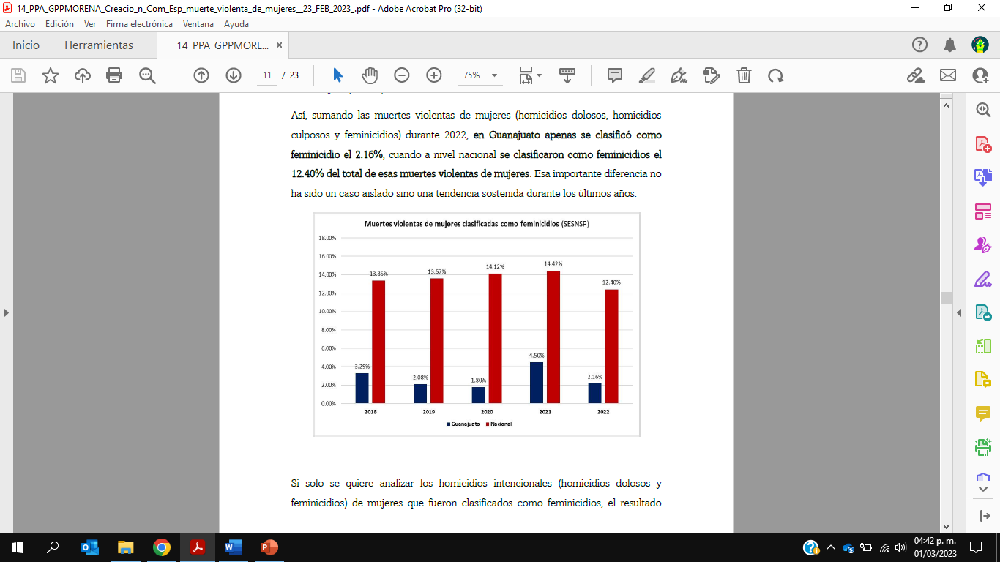 14_PPA_GPPMORENA_Creacio_n_Com_Esp_muerte_violenta_de_mujeres__23_FEB_2023_.pdf - Adobe Acrobat Pro (32-bit)
Archivo Edición Ver Firma electrónica Ventana Ayuda
Inicio Herramientas 14_PPA_GPPMORE... ×
11 / 23 75%
Así, sumando las muertes violentas de mujeres (homicidios dolosos, homicidios
culposos y feminicidios) durante 2022, en Guanajuato apenas se clasificó como
feminicidio el 2.16%, cuando a nivel nacional se clasificaron como feminicidios el
12.40% del total de esas muertes violentas de mujeres. Esa importante diferencia no
ha sido un caso aislado sino una tendencia sostenida durante los últimos años:
Muertes violentas de mujeres clasificadas como feminicidios (SESNSP)
18.00%
16.00%
14.00%
12.00%
10.00%
8.00%
6.00%
4.00%
2.00%
0.00%
3.29% 13.35% 2.08% 13.57% 1.80% 14.12% 4.50% 14.42% 2.16% 12.40%
2018 2019 2020 2021 2022
Guanajuato Nacional
Si solo se quiere analizar los homicidios intencionales (homicidios dolosos y
feminicidios) de mujeres que fueron clasificados como feminicidios, el resultado
04:42 p. m.
01/03/2023